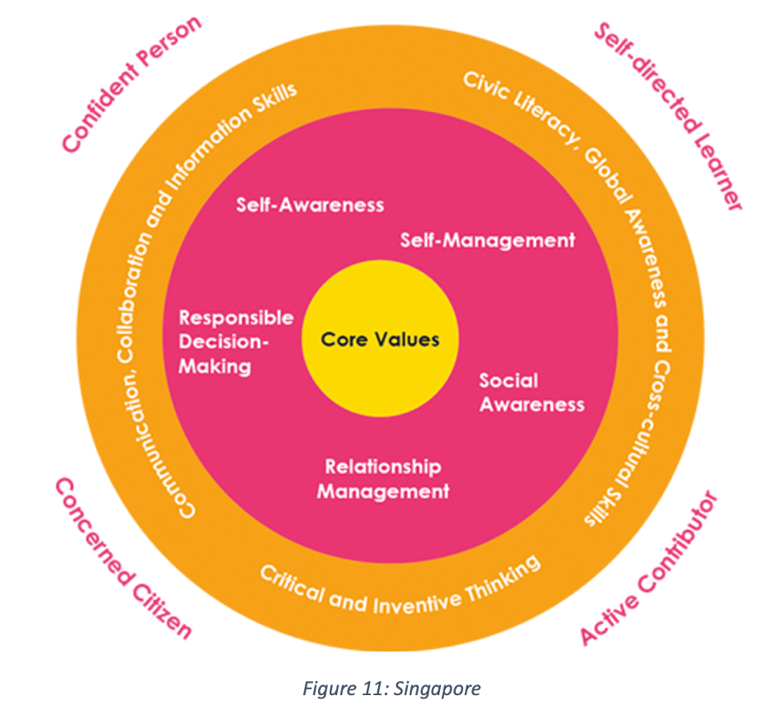 Confident Person
Self-directed Learner
Communication, Collaboration and Information Skills
Civic Literacy, Global Awareness and Cross-cultural Skills
Self-Awareness
Self-Management
Responsible
Decision-
Making
Core Values
Social
Awareness
Relationship
Management
Critical and Inventive Thinking
Concerned Citizen
Active Contributor
Figure 11: Singapore